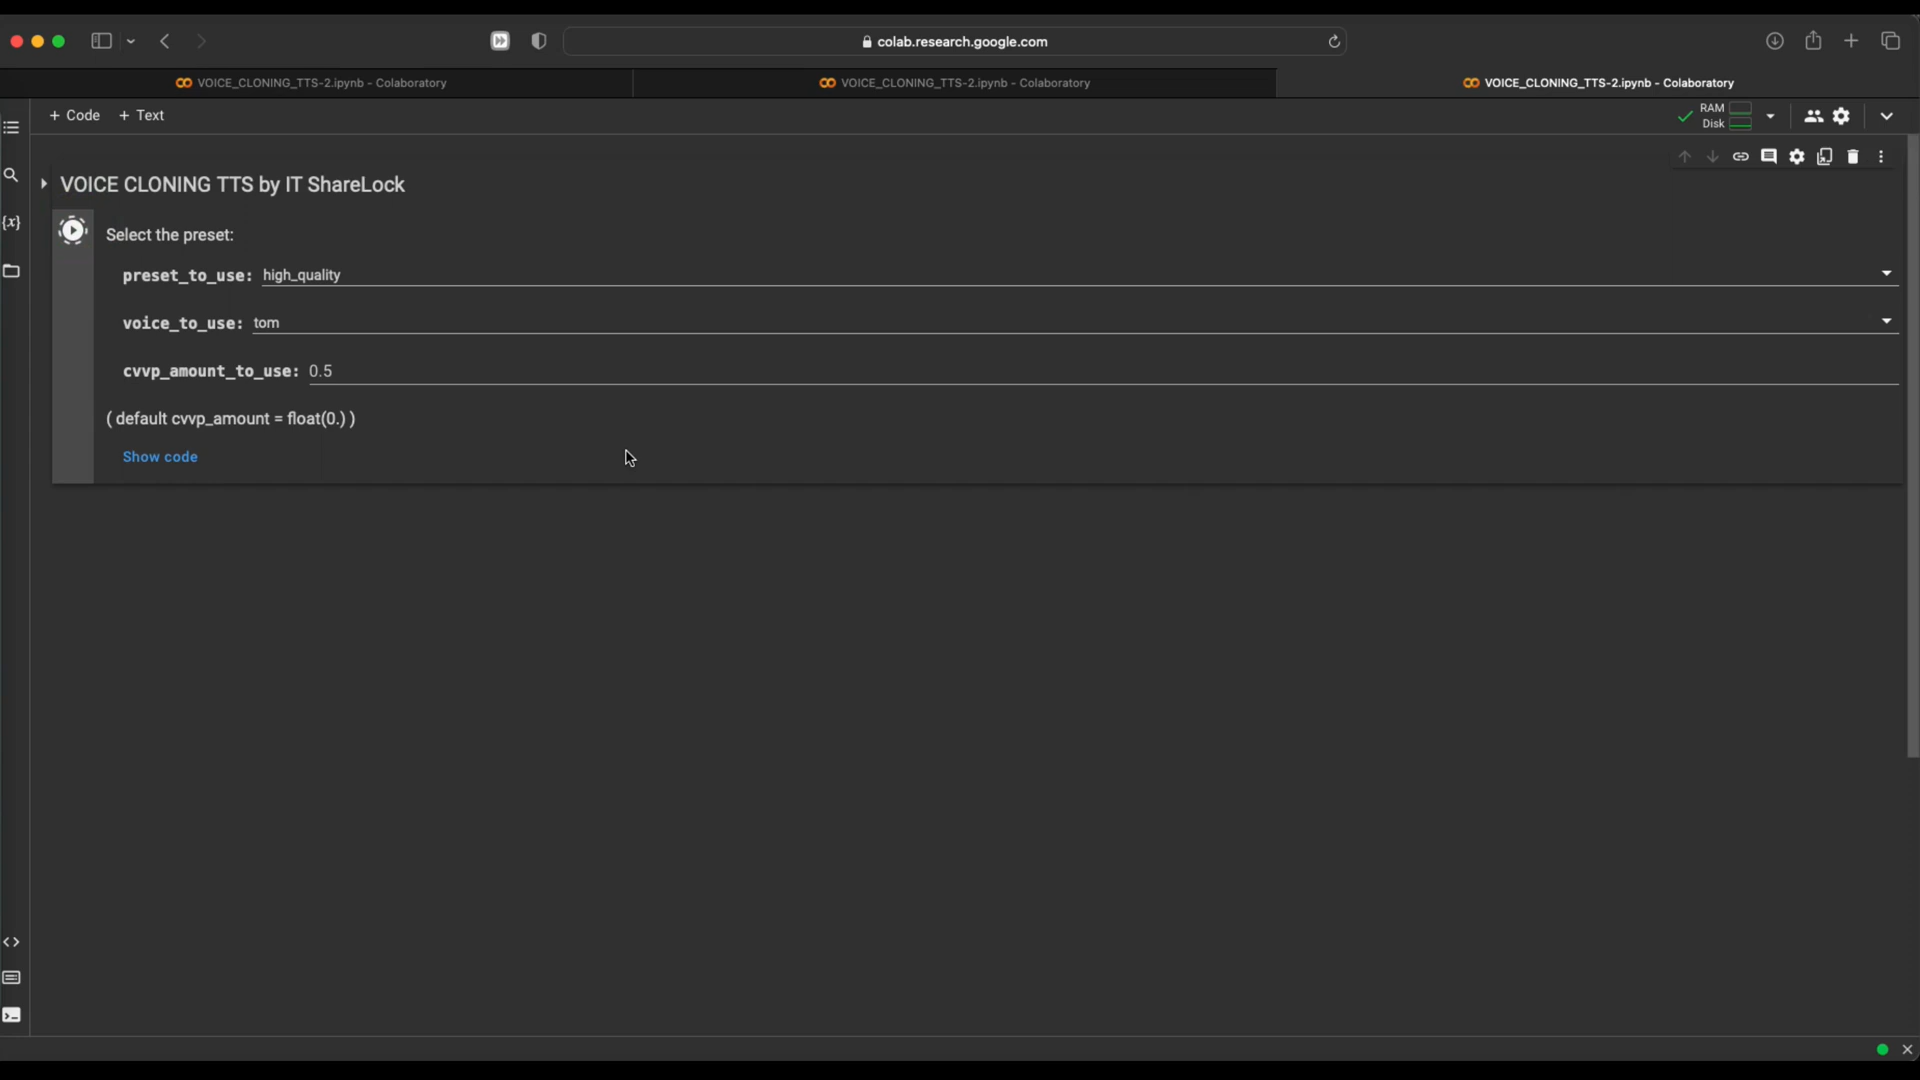 colab.research.google.com
VOICE_CLONING_TTS-2.ipynb - Colaboratory
VOICE_CLONING_TTS-2.ipynb - Colaboratory
VOICE_CLONING_TTS-2.ipynb - Colaboratory
+ Code + Text
RAM
Disk
VOICE CLONING TTS by IT ShareLock
{x}
Select the preset:
preset_to_use: high_quality
voice_to_use: tom
cvvp_amount_to_use: 0.5
( default cvvp_amount = float(0.) )
Show code